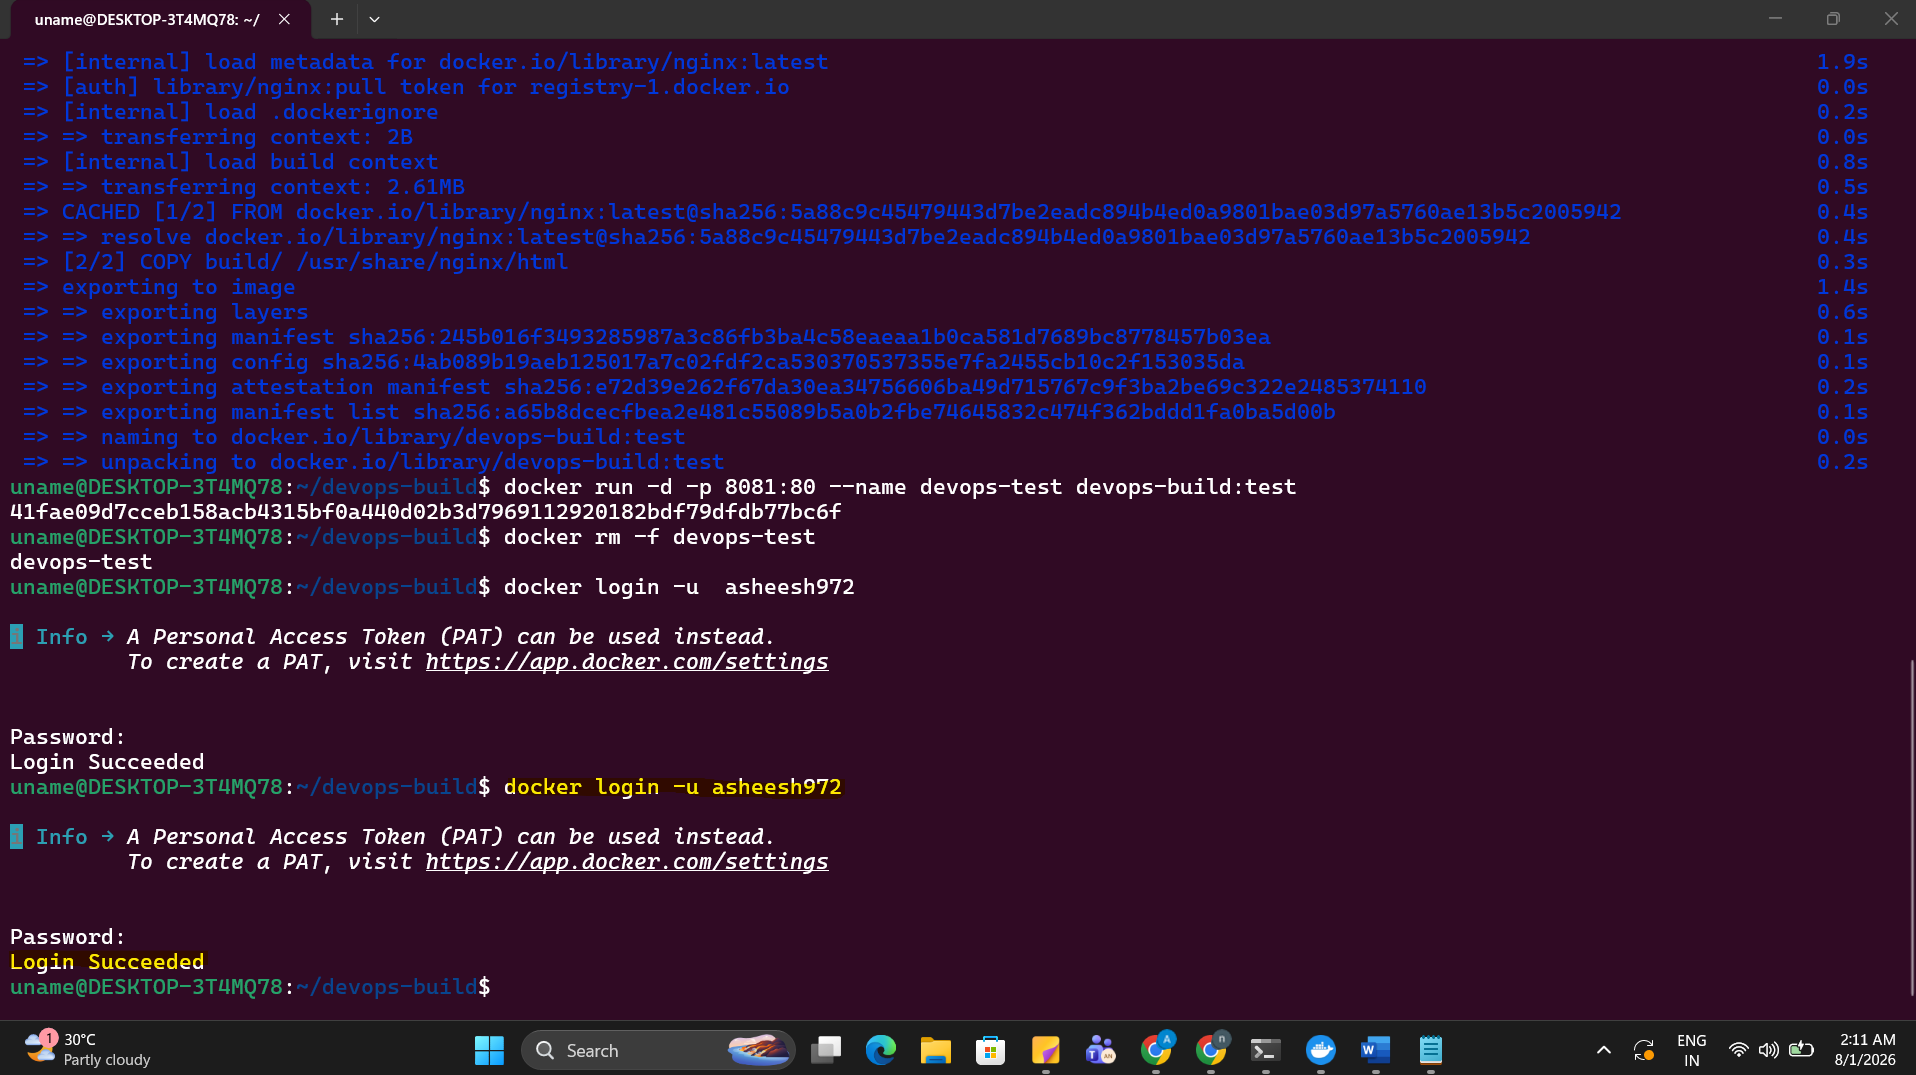 uname@DESKTOP-3T4MQ78: ~/
=> [internal] load metadata for docker.io/library/nginx:latest 1.9s
=> [auth] library/nginx:pull token for registry-1.docker.io 0.0s
=> [internal] load .dockerignore 0.2s
=> => transferring context: 2B 0.0s
=> [internal] load build context 0.8s
=> => transferring context: 2.61MB 0.5s
=> CACHED [1/2] FROM docker.io/library/nginx:latest@sha256:5a88c9c45479443d7be2eadc894b4ed0a9801bae03d97a5760ae13b5c2005942 0.4s
=> => resolve docker.io/library/nginx:latest@sha256:5a88c9c45479443d7be2eadc894b4ed0a9801bae03d97a5760ae13b5c2005942 0.4s
=> [2/2] COPY build/ /usr/share/nginx/html 0.3s
=> exporting to image 1.4s
=> => exporting layers 0.6s
=> => exporting manifest sha256:245b016f3493285987a3c86fb3ba4c58eaeaa1b0ca581d7689bc8778457b03ea 0.1s
=> => exporting config sha256:4ab089b19aeb125017a7c02fdf2ca530370537355e7fa2455cb10c2f153035da 0.1s
=> => exporting attestation manifest sha256:e72d39e262f67da30ea34756606ba49d715767c9f3ba2be69c322e2485374110 0.2s
=> => exporting manifest list sha256:a65b8dcecfbea2e481c55089b5a0b2fbe74645832c474f362bddd1fa0ba5d00b 0.1s
=> => naming to docker.io/library/devops-build:test 0.0s
=> => unpacking to docker.io/library/devops-build:test 0.2s
uname@DESKTOP-3T4MQ78:~/devops-build$ docker run -d -p 8081:80 --name devops-test devops-build:test
41fae09d7cceb158acb4315bf0a440d02b3d7969112920182bdf79dfdb77bc6f
uname@DESKTOP-3T4MQ78:~/devops-build$ docker rm -f devops-test
devops-test
uname@DESKTOP-3T4MQ78:~/devops-build$ docker login -u  asheesh972
i Info → A Personal Access Token (PAT) can be used instead.
To create a PAT, visit https://app.docker.com/settings
Password:
Login Succeeded
uname@DESKTOP-3T4MQ78:~/devops-build$ docker login -u asheesh972
i Info → A Personal Access Token (PAT) can be used instead.
To create a PAT, visit https://app.docker.com/settings
Password:
Login Succeeded
uname@DESKTOP-3T4MQ78:~/devops-build$
1
30°C
Partly cloudy
Search
T AN
A
n
W
ENG
IN
2:11 AM
8/1/2026